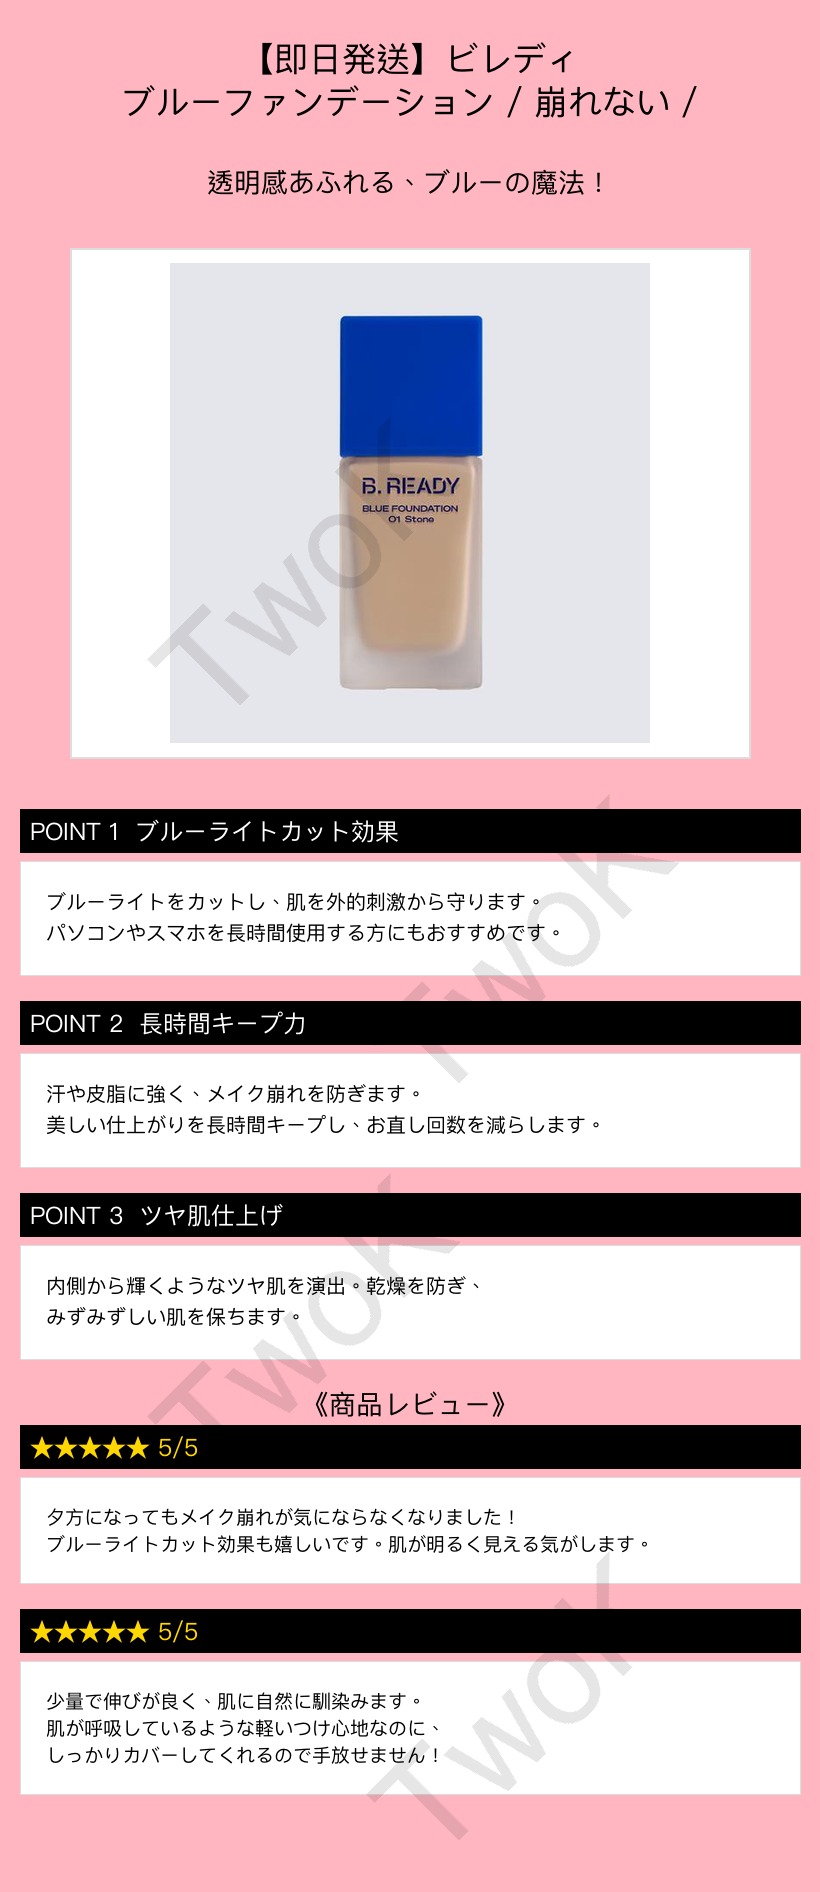 【即日発送】ビレディ
ブルーファンデーション / 崩れない /
透明感あふれる、ブルーの魔法！
B. READY
BLUE FOUNDATION
01 Stone
TwoK
POINT 1 ブルーライトカット効果
ブルーライトをカットし、肌を外的刺激から守ります。
パソコンやスマホを長時間使用する方にもおすすめです。
TwoK
POINT 2 長時間キープ力
汗や皮脂に強く、メイク崩れを防ぎます。
美しい仕上がりを長時間キープし、お直し回数を減らします。
POINT 3 ツヤ肌仕上げ
内側から輝くようなツヤ肌を演出。乾燥を防ぎ、
みずみずしい肌を保ちます。
TwoK
《商品レビュー》
★★★★★ 5/5
夕方になってもメイク崩れが気にならなくなりました！
ブルーライトカット効果も嬉しいです。肌が明るく見える気がします。
★★★★★ 5/5
少量で伸びが良く、肌に自然に馴染みます。
肌が呼吸しているような軽いつけ心地なのに、
しっかりカバーしてくれるので手放せません！
TwoK